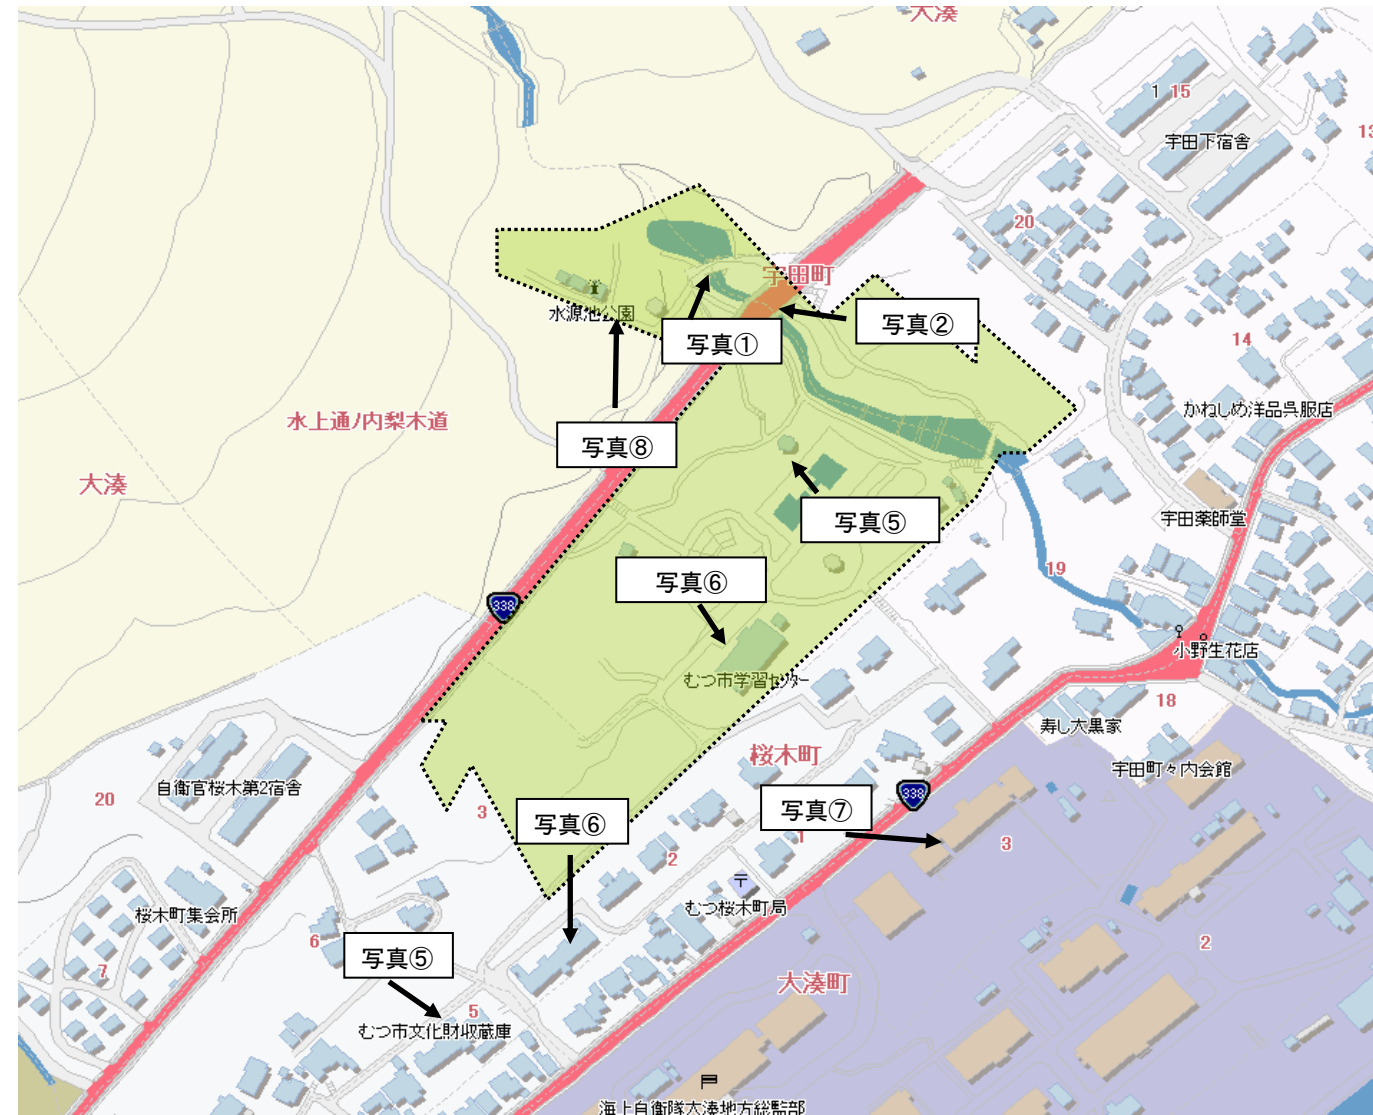 大湊
1 15
宇田下宿舎
13
20
宇田町
水源池公園
写真①
写真②
14
かねしめ洋品呉服店
水上通ノ内梨木道
写真⑧
大湊
写真⑤
宇田薬師堂
写真⑥
19
338
小野生花店
むつ市学習センター
18
寿し大黒家
桜木町
宇田町々内会館
自衛官桜木第2宿舎
20
3
写真⑥
写真⑦
338
1
3
2
〒
むつ桜木町局
桜木町集会所
6
写真⑤
2
7
大湊町
5
むつ市文化財収蔵庫
海上自衛隊大湊地方総監部